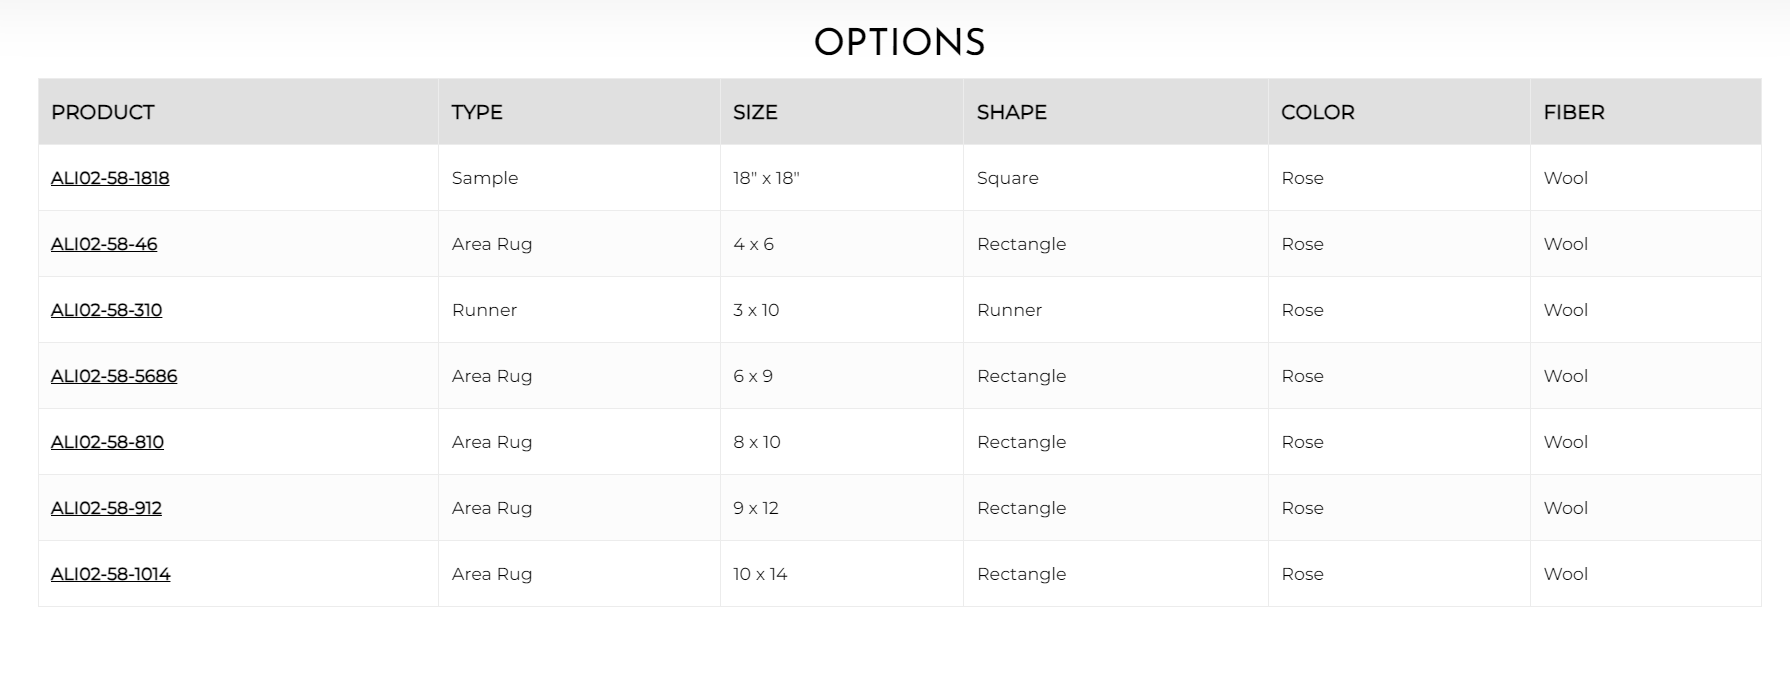 OPTIONS
PRODUCT TYPE SIZE SHAPE COLOR FIBER
ALI02-58-1818 Sample 18" x 18" Square Rose Wool
ALI02-58-46 Area Rug 4 x 6 Rectangle Rose Wool
ALI02-58-310 Runner 3 x 10 Runner Rose Wool
ALI02-58-5686 Area Rug 6 x 9 Rectangle Rose Wool
ALI02-58-810 Area Rug 8 x 10 Rectangle Rose Wool
ALI02-58-912 Area Rug 9 x 12 Rectangle Rose Wool
ALI02-58-1014 Area Rug 10 x 14 Rectangle Rose Wool